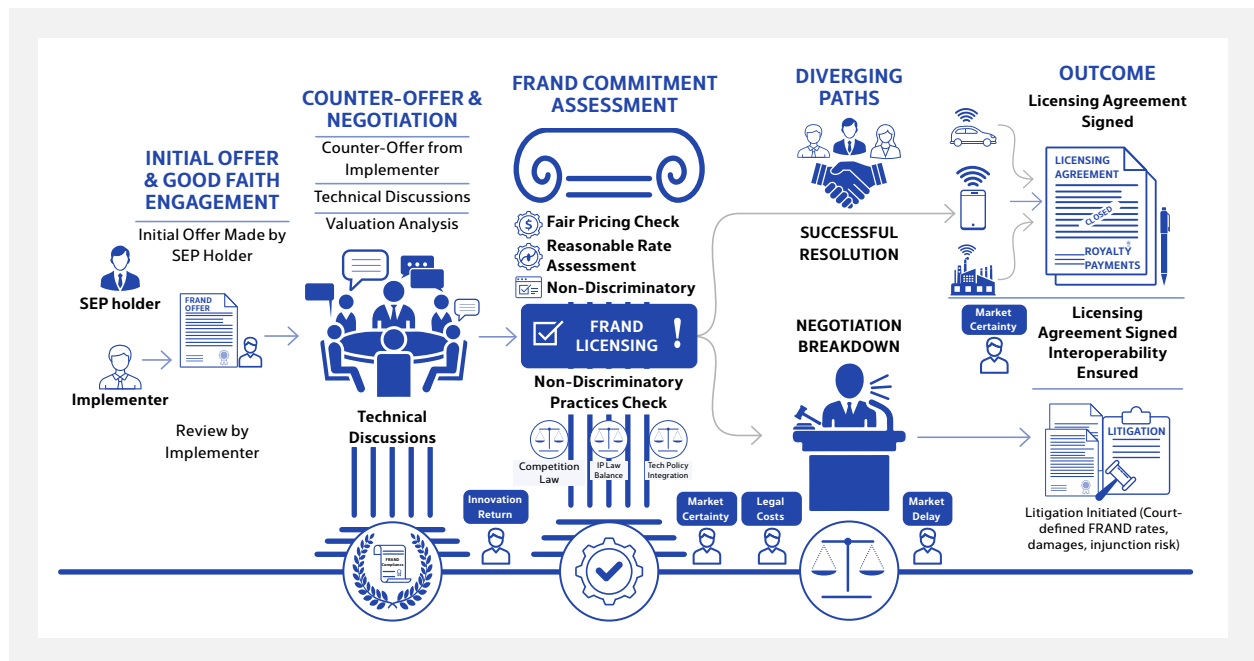 INITIAL OFFER
& GOOD FAITH
ENGAGEMENT
Initial Offer Made by
SEP Holder
SEP holder
FRAND
OFFER
Implementer
Review by
Implementer
COUNTER-OFFER &
NEGOTIATION
Counter-Offer from
Implementer
Technical Discussions
Valuation Analysis
Technical
Discussions
FRAND
Compliance
Innovation
Return
FRAND COMMITMENT
ASSESSMENT
$
Fair Pricing Check
Reasonable Rate
Assessment
Non-Discriminatory
FRAND
LICENSING
!
Non-Discriminatory
Practices Check
Competition
Law
IP Law
Balance
Tech Policy
Integration
Market
Certainty
Legal
Costs
DIVERGING
PATHS
SUCCESSFUL
RESOLUTION
NEGOTIATION
BREAKDOWN
Market
Delay
OUTCOME
Licensing Agreement
Signed
LICENSING
AGREEMENT
CLOSED
ROYALTY
PAYMENTS
Market
Certainty
Licensing
Agreement Signed
Interoperability
Ensured
LITIGATION
Litigation Initiated (Court-
defined FRAND rates,
damages, injunction risk)